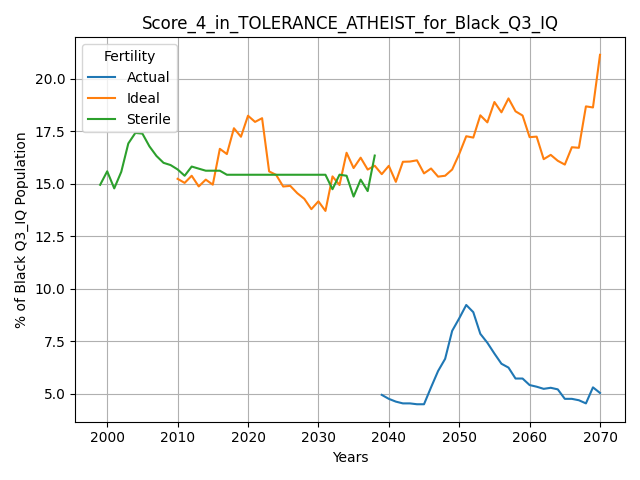 Score_4_in_TOLERANCE_ATHEIST_for_Black_Q3_IQ
Fertility
Actual
Ideal
Sterile
% of Black Q3_IQ Population
20.0
17.5
15.0
12.5
10.0
7.5
5.0
2000 2010 2020 2030 2040 2050 2060 2070
Years